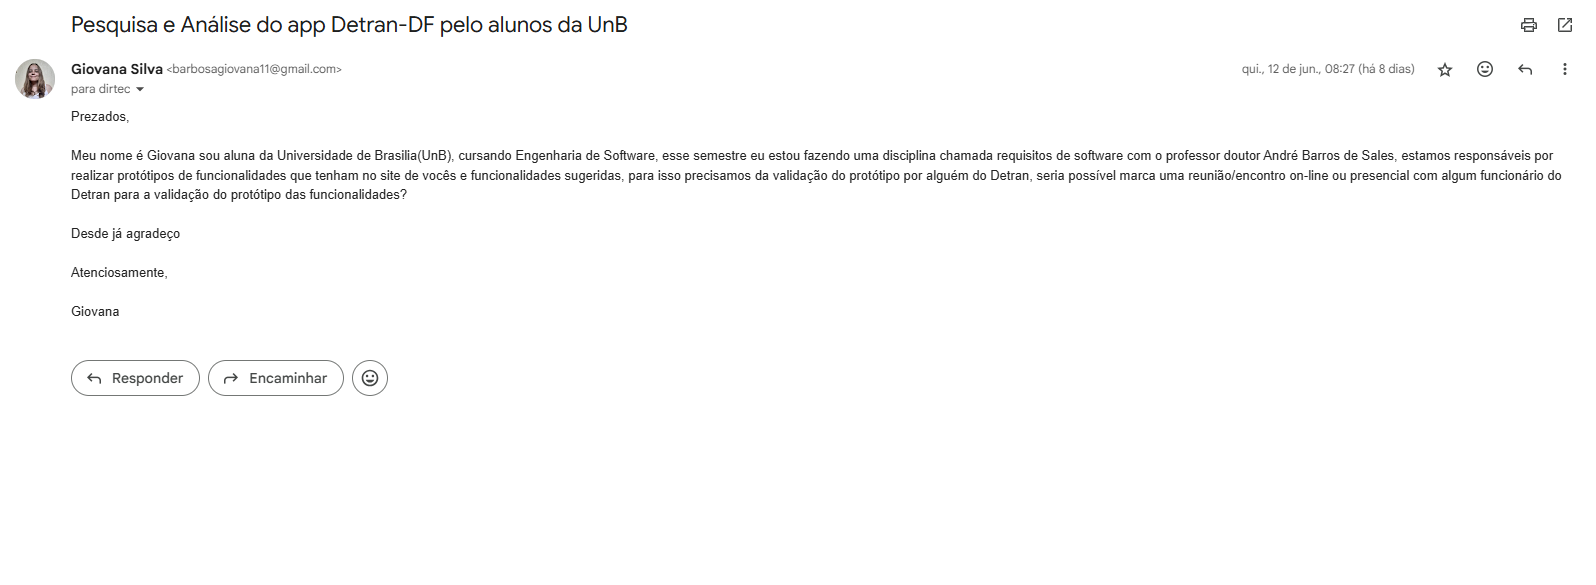 Pesquisa e Análise do app Detran-DF pelo alunos da UnB
Giovana Silva <barbosagiovana11@gmail.com>
qui., 12 de jun., 08:27 (há 8 dias)
para dirtec
Prezados,
Meu nome é Giovana sou aluna da Universidade de Brasilia(UnB), cursando Engenharia de Software, esse semestre eu estou fazendo uma disciplina chamada requisitos de software com o professor doutor André Barros de Sales, estamos responsáveis por
realizar protótipos de funcionalidades que tenham no site de vocês e funcionalidades sugeridas, para isso precisamos da validação do protótipo por alguém do Detran, seria possível marca uma reunião/encontro on-line ou presencial com algum funcionário do
Detran para a validação do protótipo das funcionalidades?
Desde já agradeço
Atenciosamente,
Giovana
Responder
Encaminhar